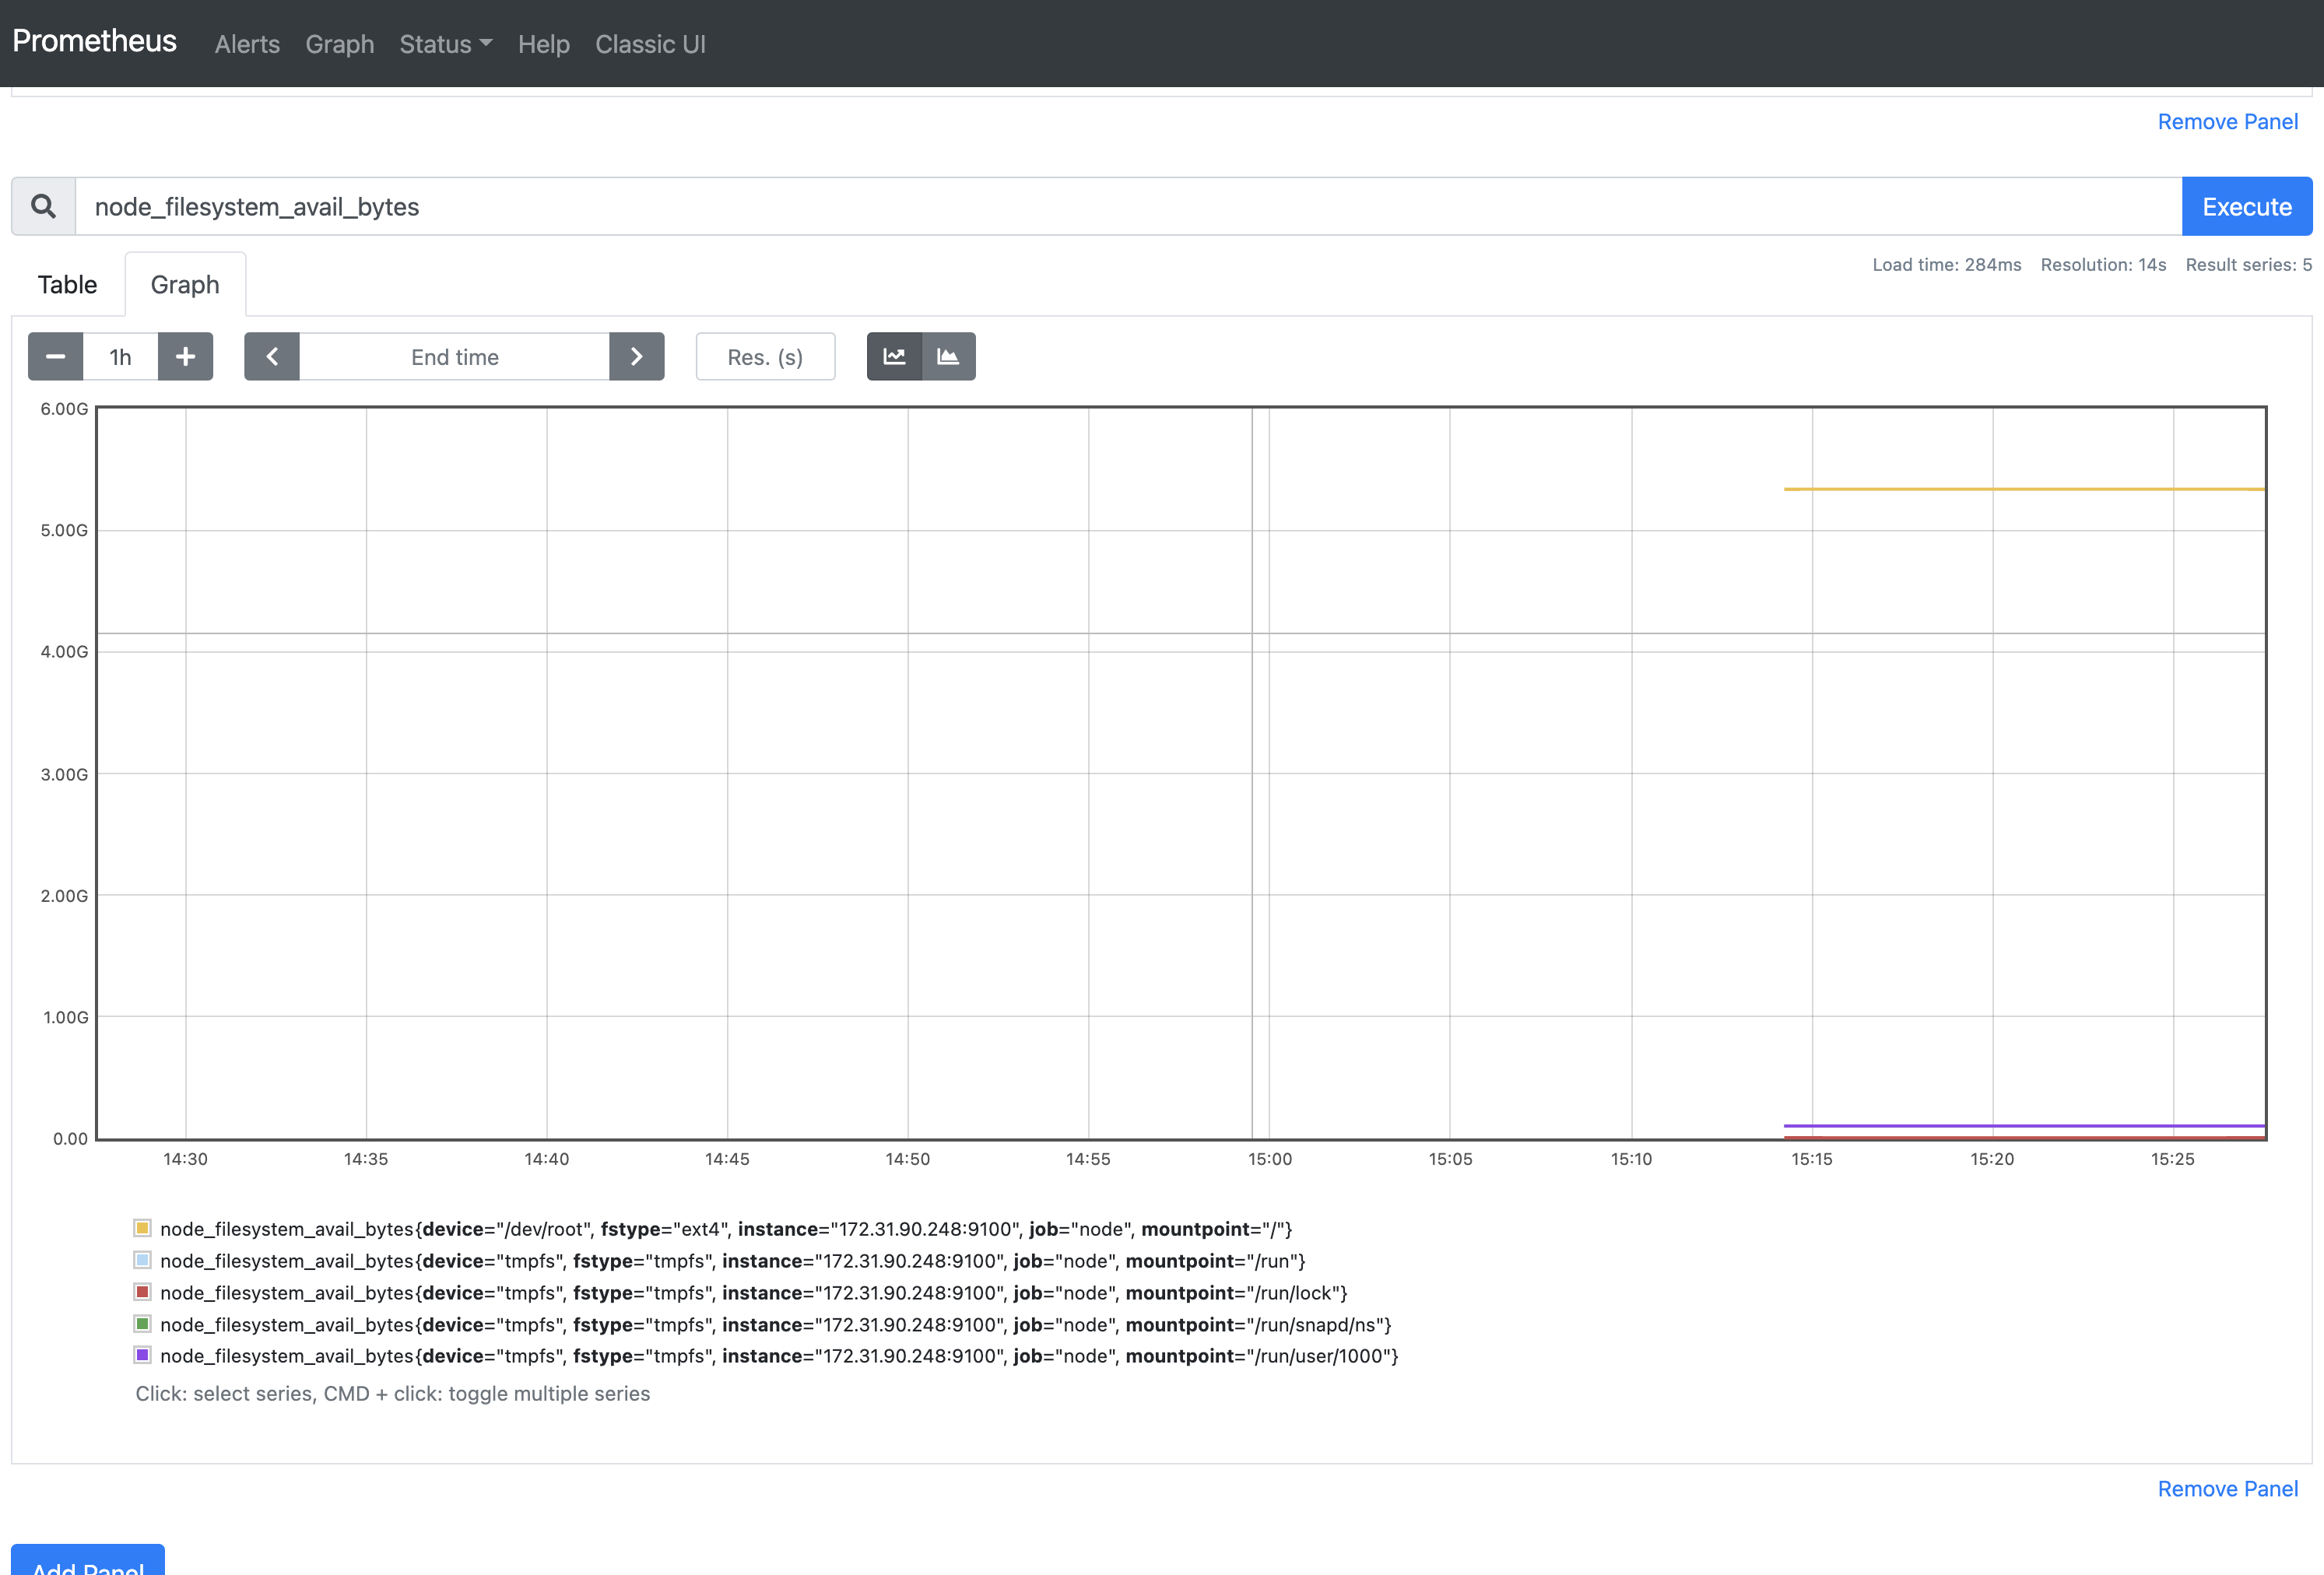 Prometheus Alerts Graph Status Help Classic UI
Remove Panel
node_filesystem_avail_bytes Execute
Table Graph Load time: 284ms Resolution: 14s Result series: 5
1h End time Res. (s)
6.00G
5.00G
4.00G
3.00G
2.00G
1.00G
0.00
14:30 14:35 14:40 14:45 14:50 14:55 15:00 15:05 15:10 15:15 15:20 15:25
node_filesystem_avail_bytes{device="/dev/root", fstype="ext4", instance="172.31.90.248:9100", job="node", mountpoint="/"}
node_filesystem_avail_bytes{device="tmpfs", fstype="tmpfs", instance="172.31.90.248:9100", job="node", mountpoint="/run"}
node_filesystem_avail_bytes{device="tmpfs", fstype="tmpfs", instance="172.31.90.248:9100", job="node", mountpoint="/run/lock"}
node_filesystem_avail_bytes{device="tmpfs", fstype="tmpfs", instance="172.31.90.248:9100", job="node", mountpoint="/run/snapd/ns"}
node_filesystem_avail_bytes{device="tmpfs", fstype="tmpfs", instance="172.31.90.248:9100", job="node", mountpoint="/run/user/1000"}
Click: select series, CMD + click: toggle multiple series
Remove Panel
Add Panel